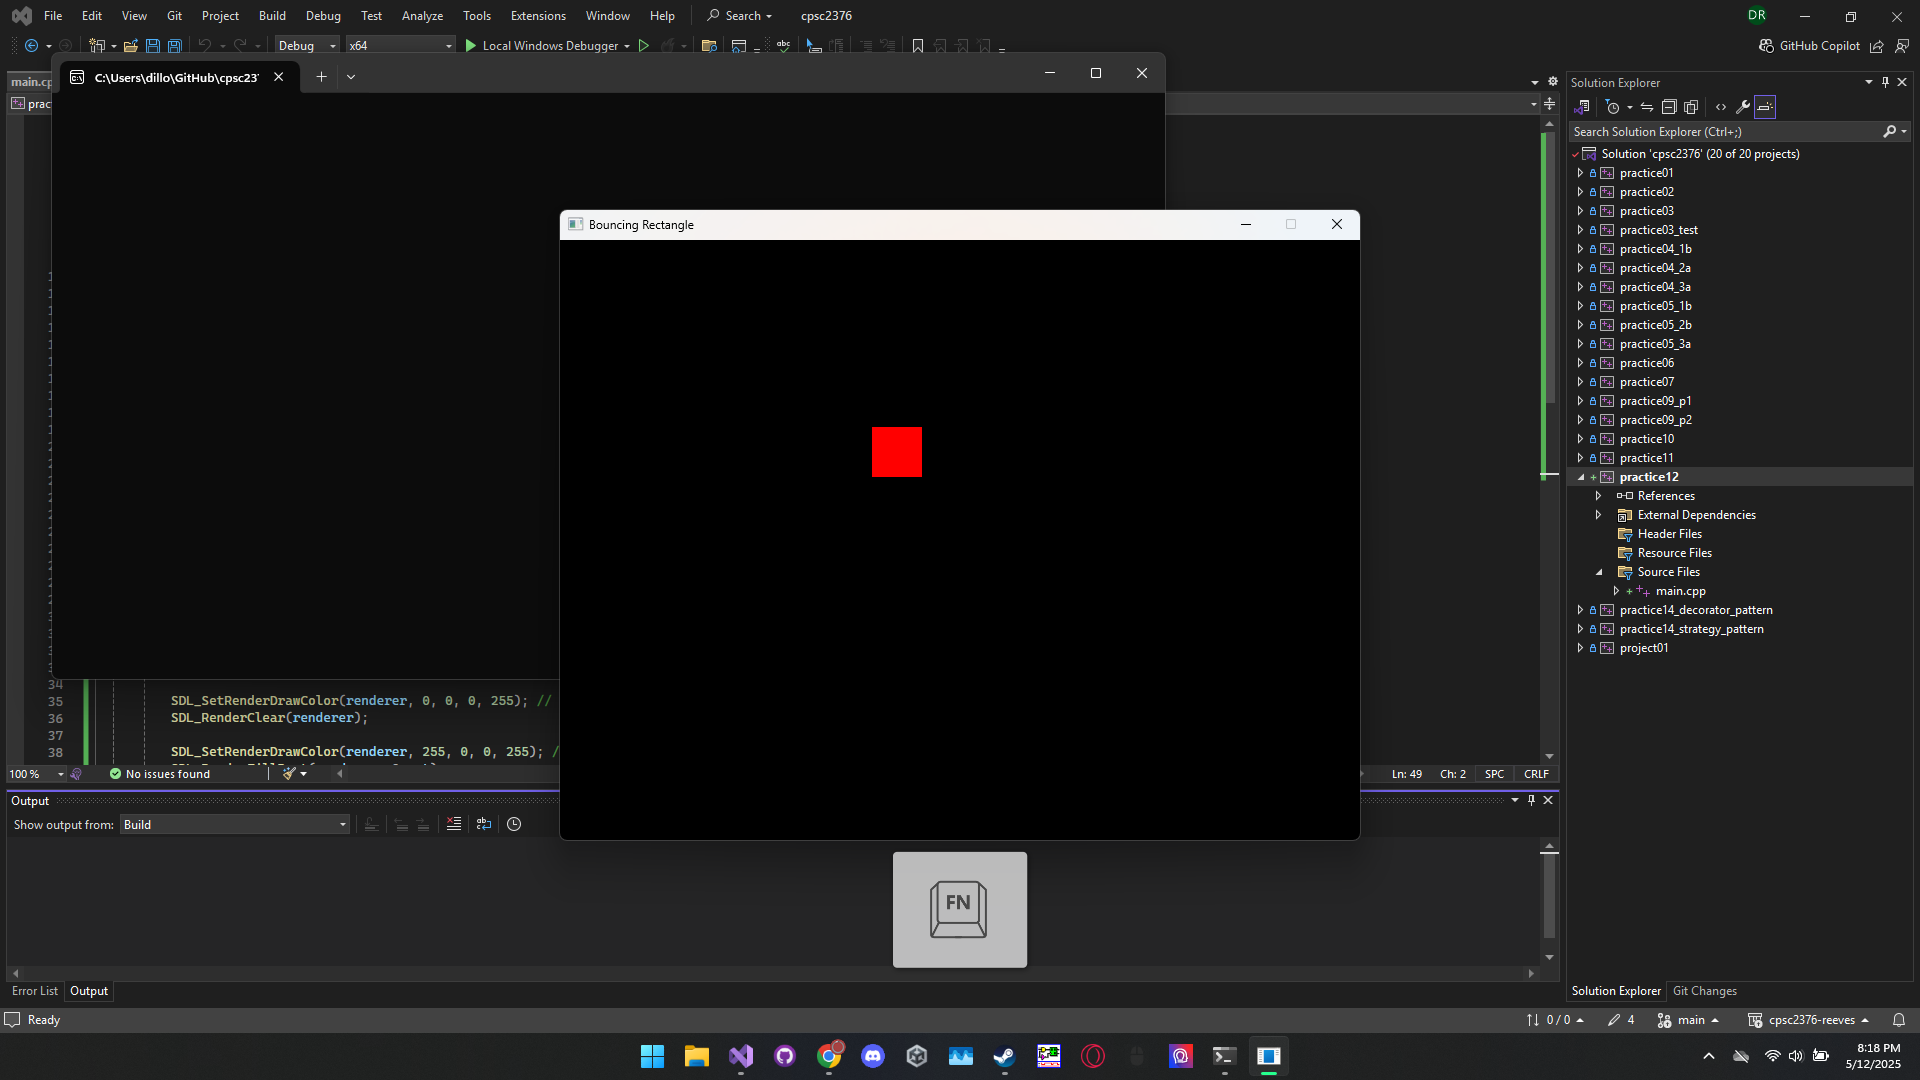 File Edit View Git Project Build Debug Test Analyze Tools Extensions Window Help Search cpsc2376 DR
Debug x64 Local Windows Debugger GitHub Copilot
C:\Users\dillo\GitHub\cpsc23
main.cp
prac
Bouncing Rectangle
34
35 SDL_SetRenderDrawColor(renderer, 0, 0, 0, 255); //
36 SDL_RenderClear(renderer);
37
38 SDL_SetRenderDrawColor(renderer, 255, 0, 0, 255); /
100 % No issues found Ln: 49 Ch: 2 SPC CRLF
Output
Show output from: Build
FN
Error List Output
Solution Explorer
Search Solution Explorer (Ctrl+;)
Solution 'cpsc2376' (20 of 20 projects)
practice01
practice02
practice03
practice03_test
practice04_1b
practice04_2a
practice04_3a
practice05_1b
practice05_2b
practice05_3a
practice06
practice07
practice09_p1
practice09_p2
practice10
practice11
practice12
References
External Dependencies
Header Files
Resource Files
Source Files
main.cpp
practice14_decorator_pattern
practice14_strategy_pattern
project01
Solution Explorer Git Changes
Ready 0 / 0 4 main cpsc2376-reeves
8:18 PM
5/12/2025